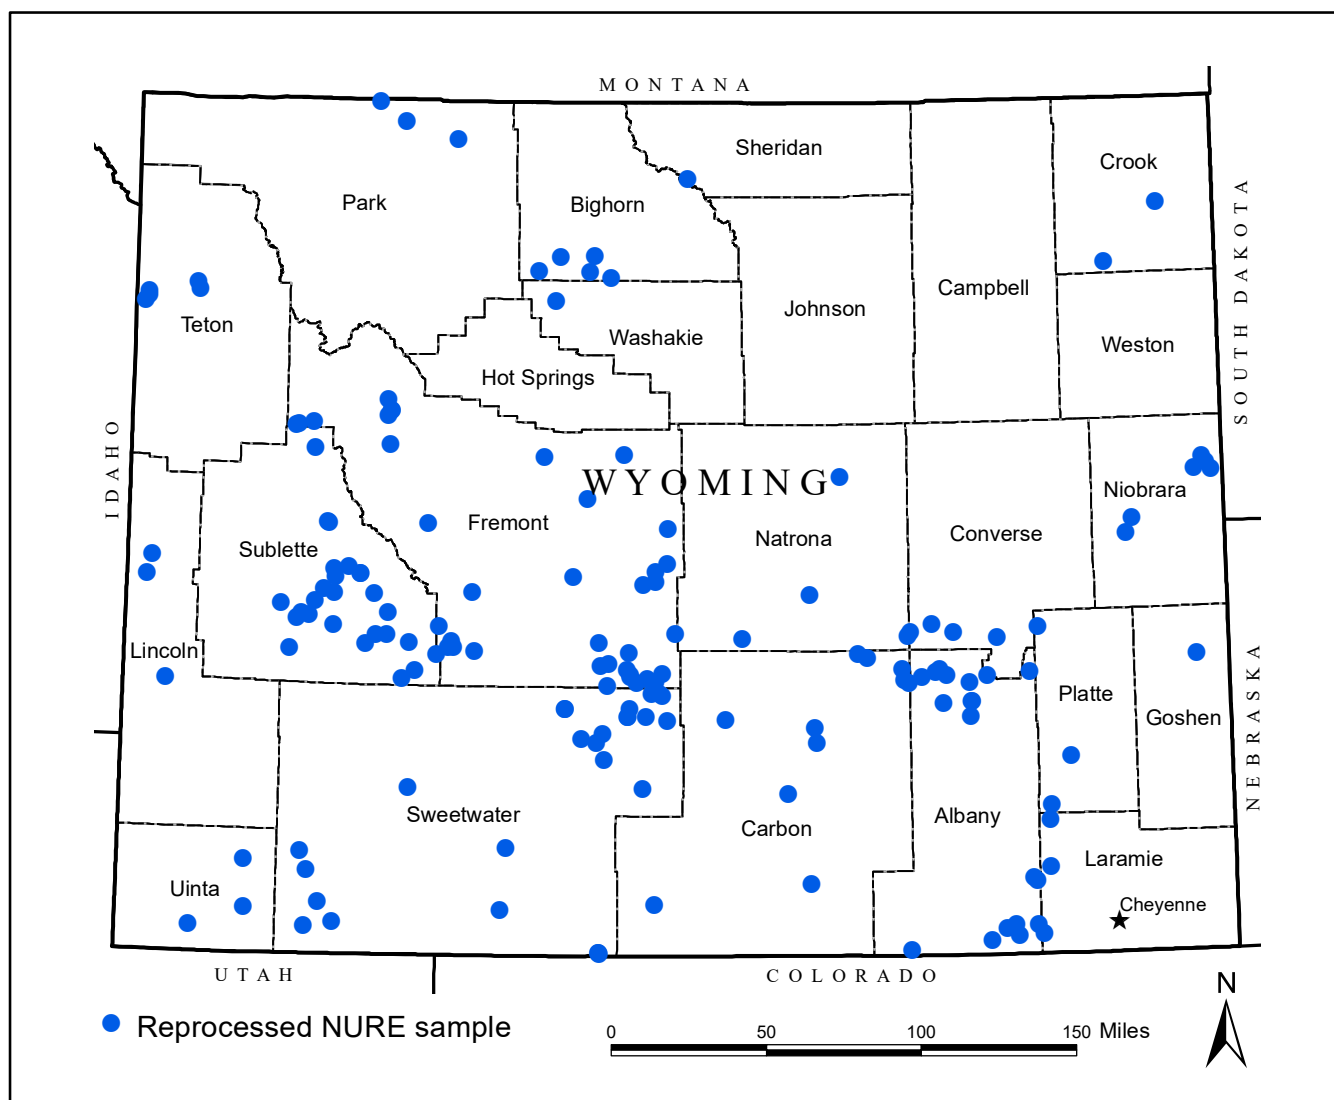 MONTANA
Sheridan
Crook
Park
Bighorn
SOUTH DAKOTA
Campbell
Johnson
Teton
Washakie
Weston
Hot Springs
IDAHO
WYOMING
Niobrara
Fremont
Natrona
Converse
Sublette
Lincoln
Platte
Goshen
NEBRASKA
Sweetwater
Carbon
Albany
Laramie
Uinta
Cheyenne
UTAH
COLORADO
N
Reprocessed NURE sample
0 50 100 150 Miles